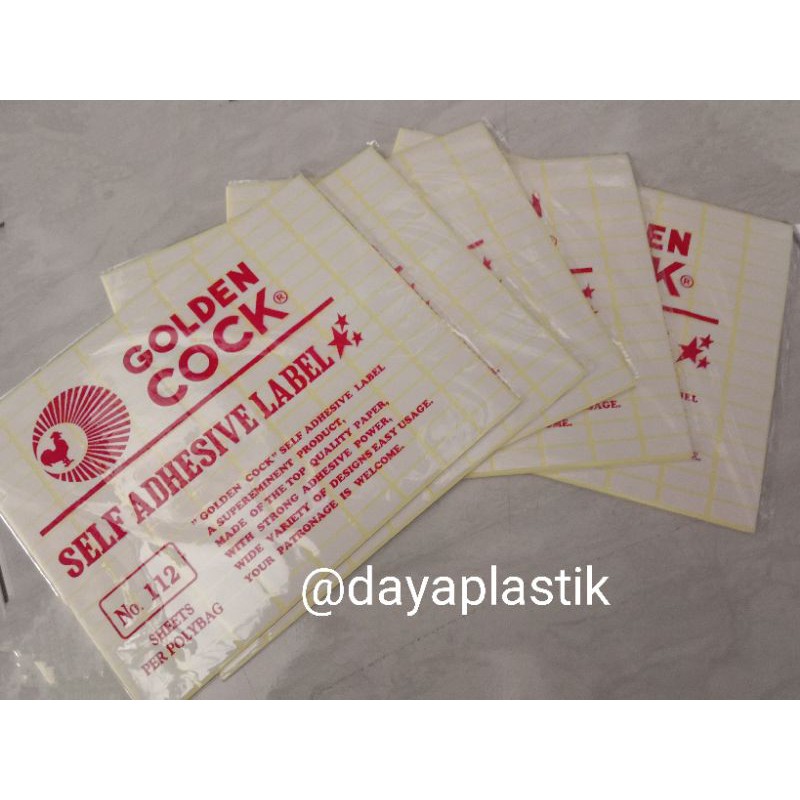 GOLDEN
COCK®
SELF ADHESIVE LABEL
"GOLDEN COCK" SELF ADHESIVE LABEL
A SUPEREMINENT PRODUCT,
MADE OF THE TOP QUALITY PAPER,
WITH STRONG ADHESIVE POWER,
WIDE VARIETY OF DESIGNS EASY USAGE.
YOUR PATRONAGE IS WELCOME.
No. 112
SHEETS
PER POLYBAG
@dayaplastik